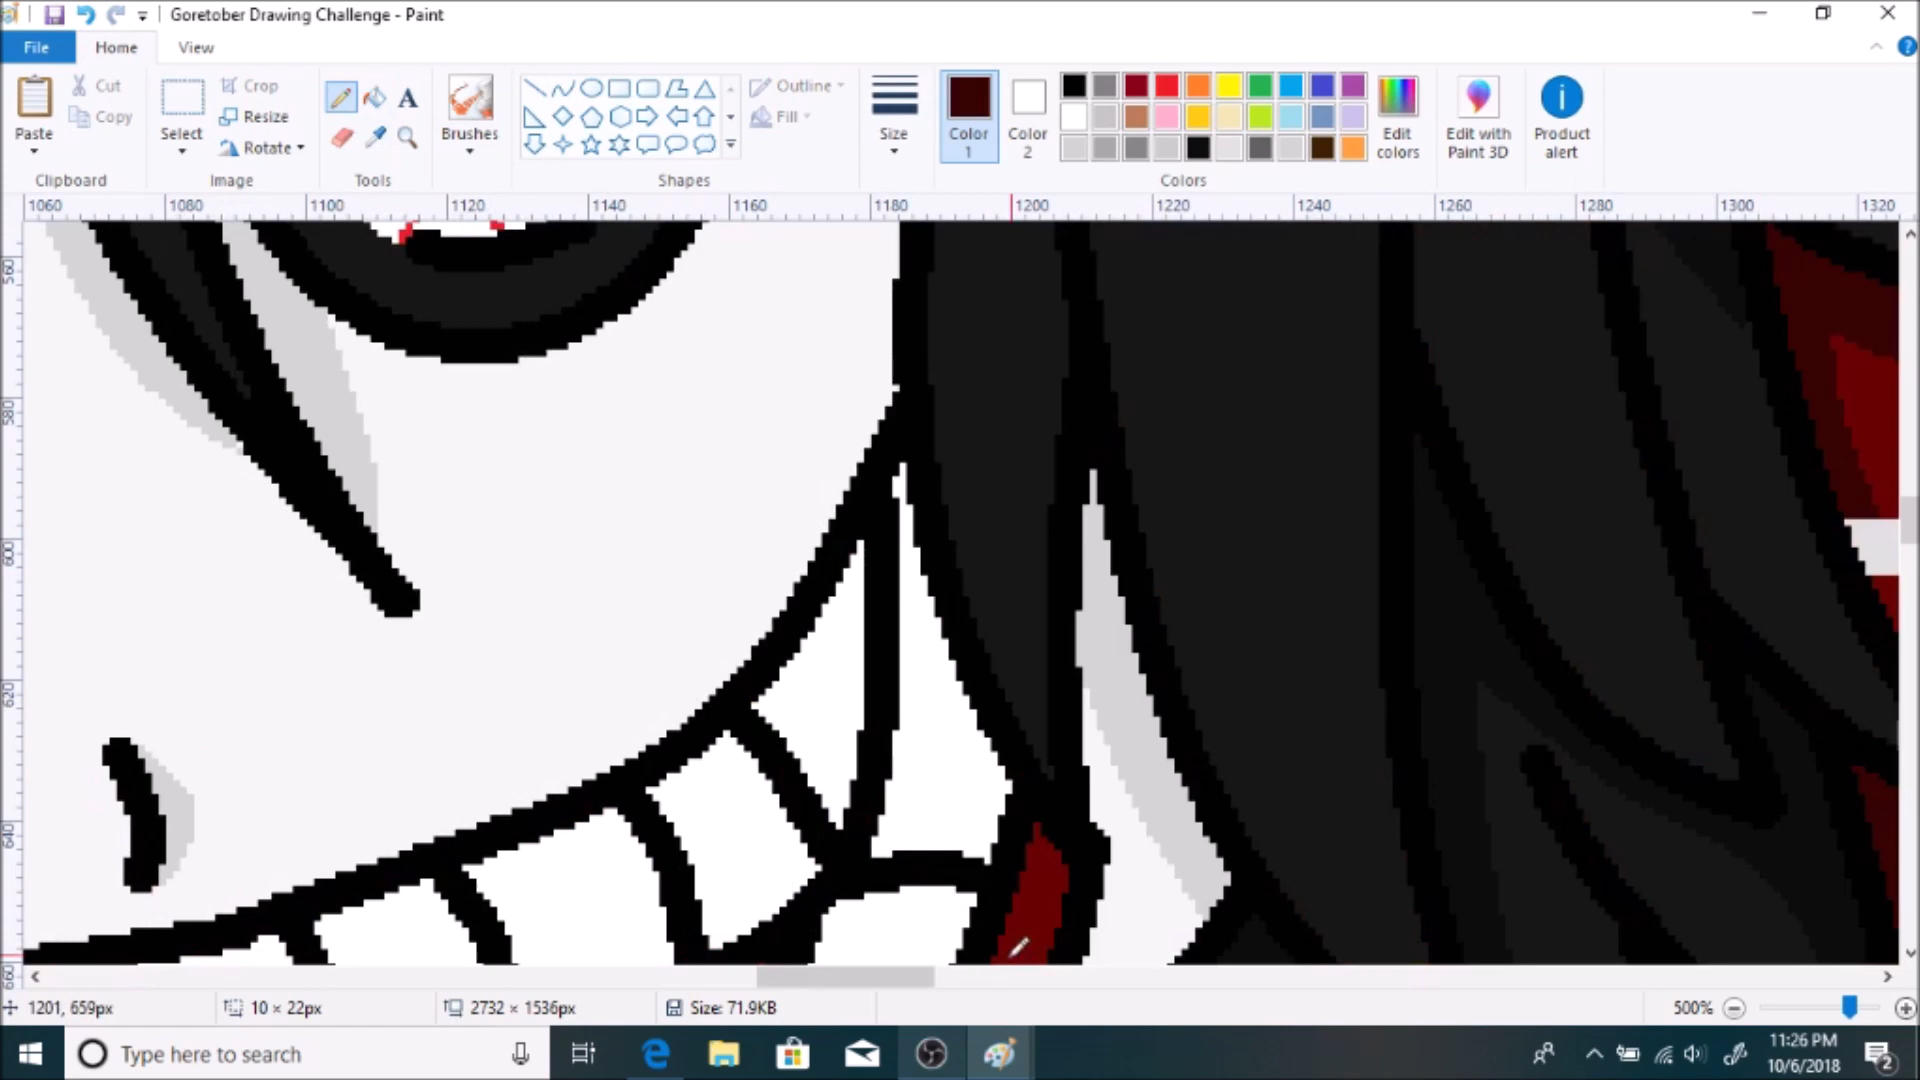 Goretober Drawing Challenge - Paint
File Home View
Paste
Cut
Copy
Clipboard
Select
Crop
Resize
Rotate
Image
A
Tools
Brushes
Outline
Fill
Shapes
Size
Color 1
Color 2
Edit colors
Colors
Edit with Paint 3D
Product alert
1060 1080 1100 1120 1140 1160 1180 1200 1220 1240 1260 1280 1300 1320
560
580
600
620
640
660
1201, 659px 10 × 22px 2732 × 1536px Size: 71.9KB 500%
Type here to search
11:26 PM
10/6/2018
2